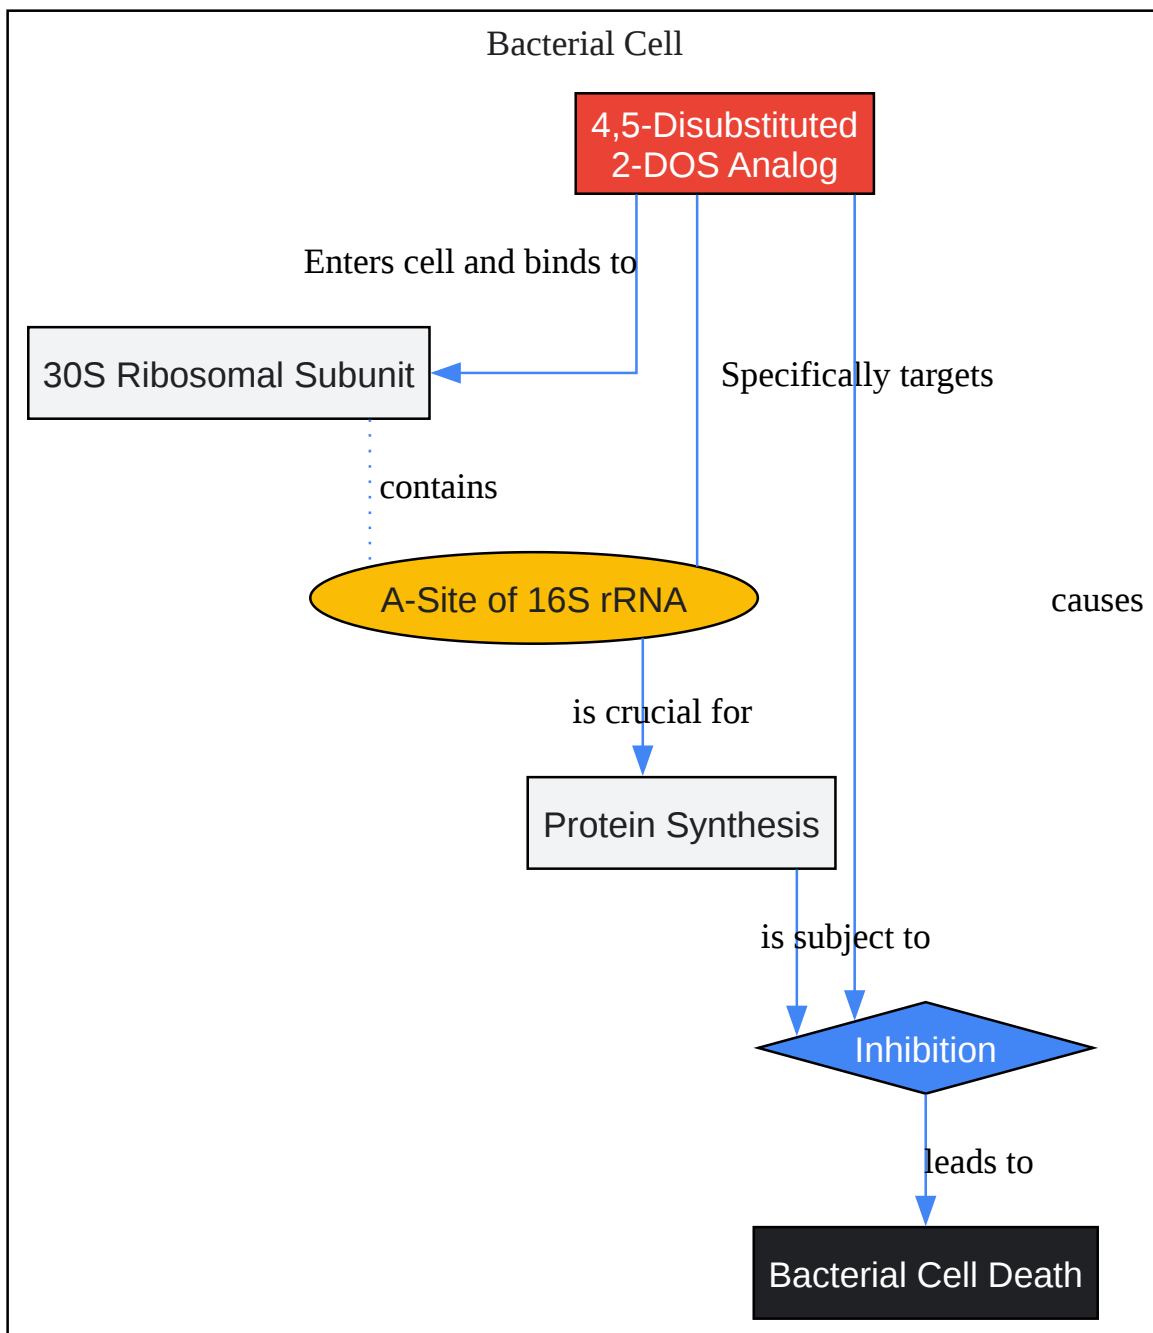 Bacterial Cell
4,5-Disubstituted
2-DOS Analog
Enters cell and binds to
30S Ribosomal Subunit
Specifically targets
contains
A-Site of 16S rRNA
causes
is crucial for
Protein Synthesis
is subject to
Inhibition
leads to
Bacterial Cell Death